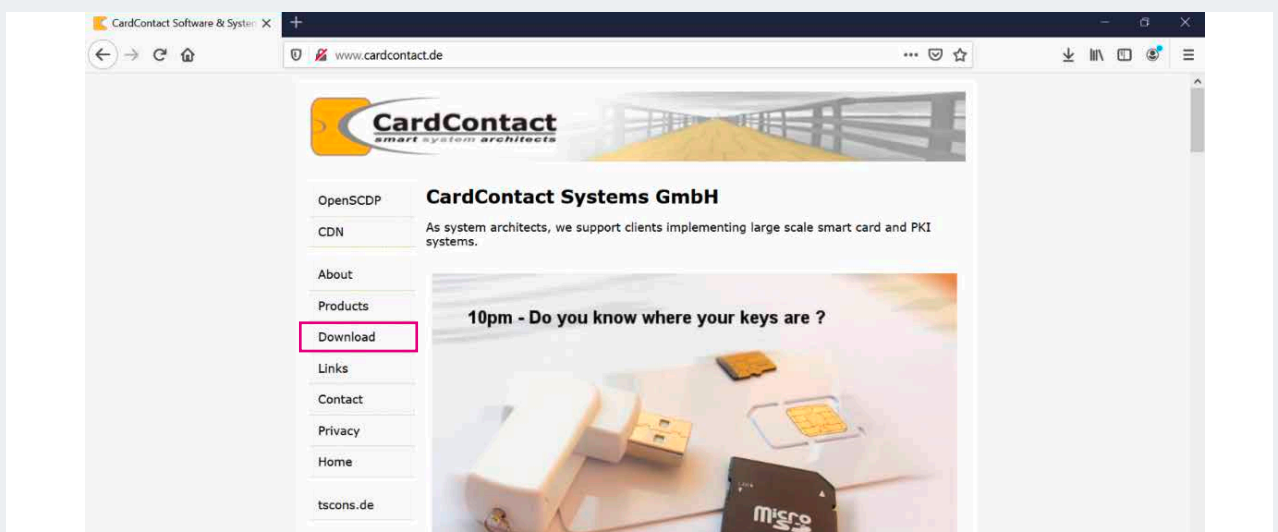 CardContact Software & System
www.cardcontact.de
CardContact
smart system architects
OpenSCDP
CDN
About
Products
Download
Links
Contact
Privacy
Home
tscons.de
CardContact Systems GmbH
As system architects, we support clients implementing large scale smart card and PKI
systems.
10pm - Do you know where your keys are ?
Micro